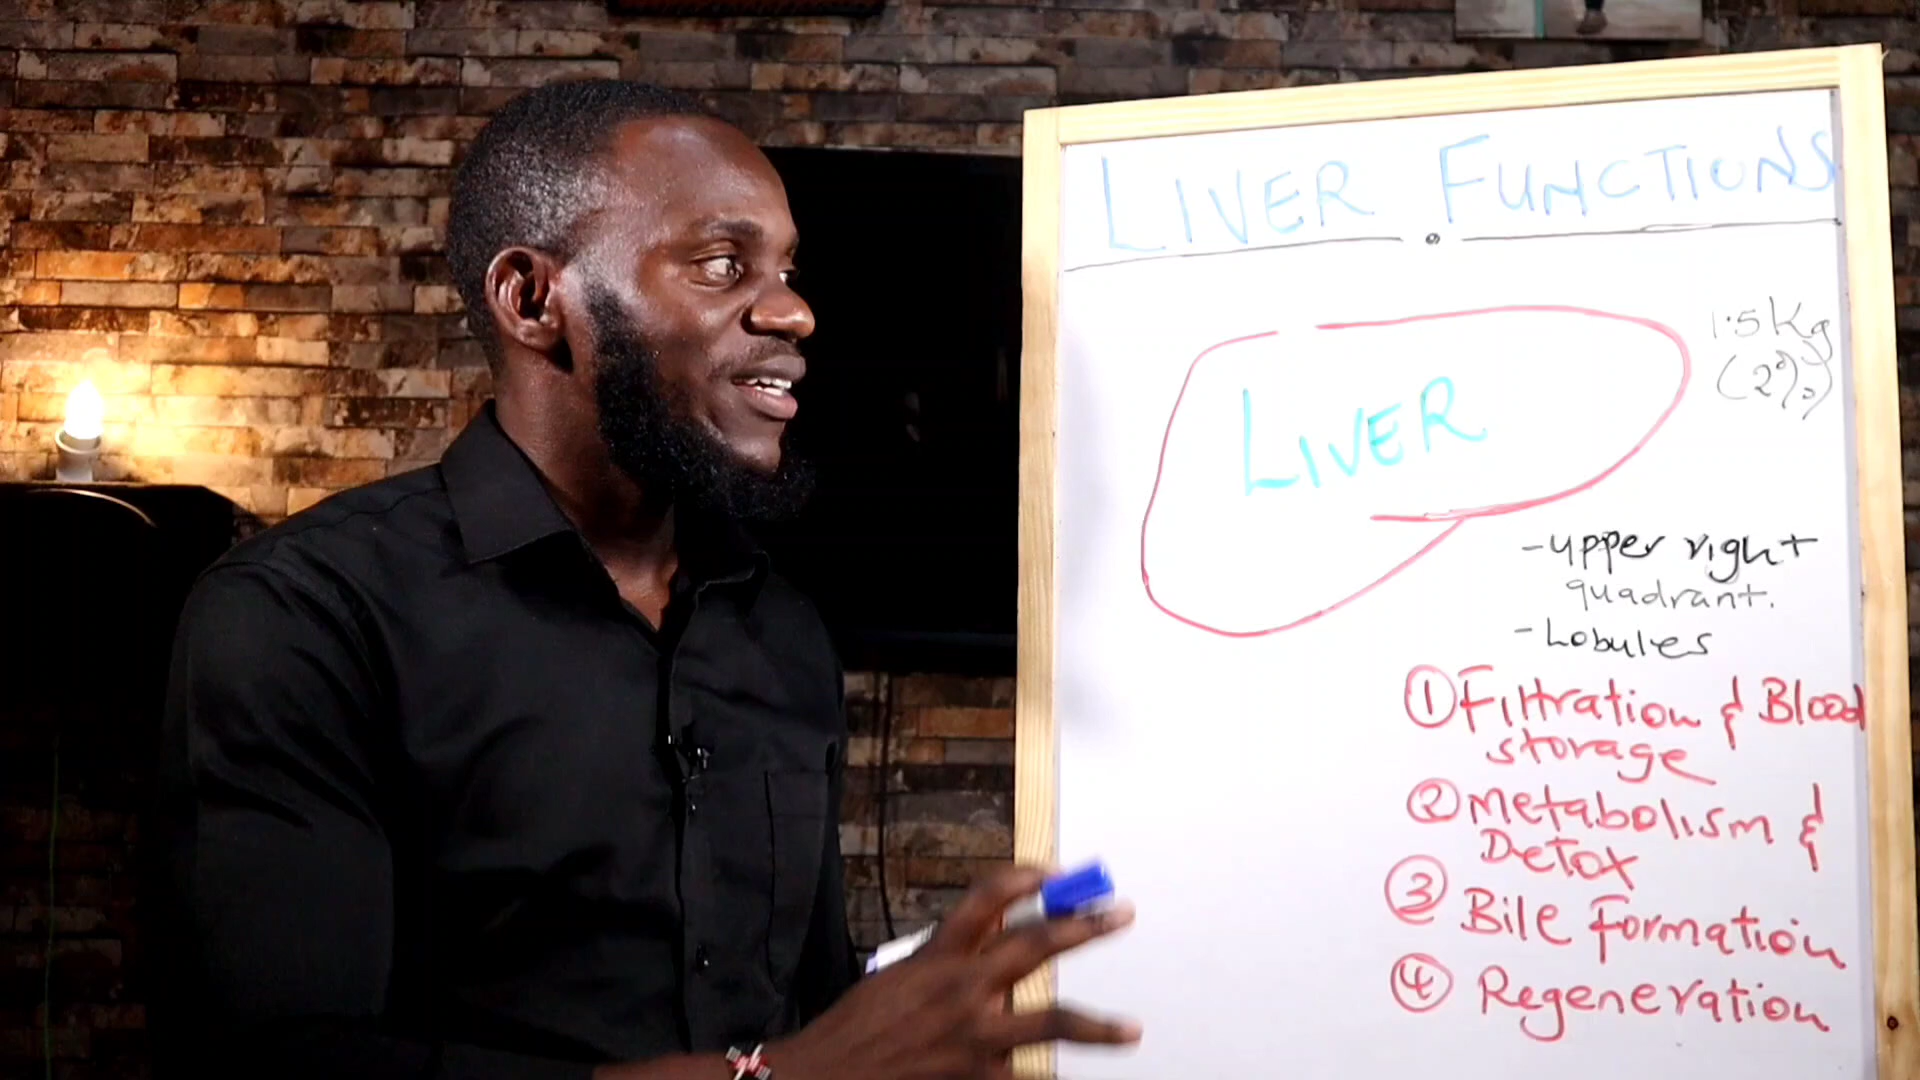 LIVER FUNCTIONS
1.5Kg
(2%)
LIVER
-upper right
quadrant.
-Lobules
① Filtration & Blood
storage
② Metabolism &
Detox
③ Bile Formation
④ Regeneration